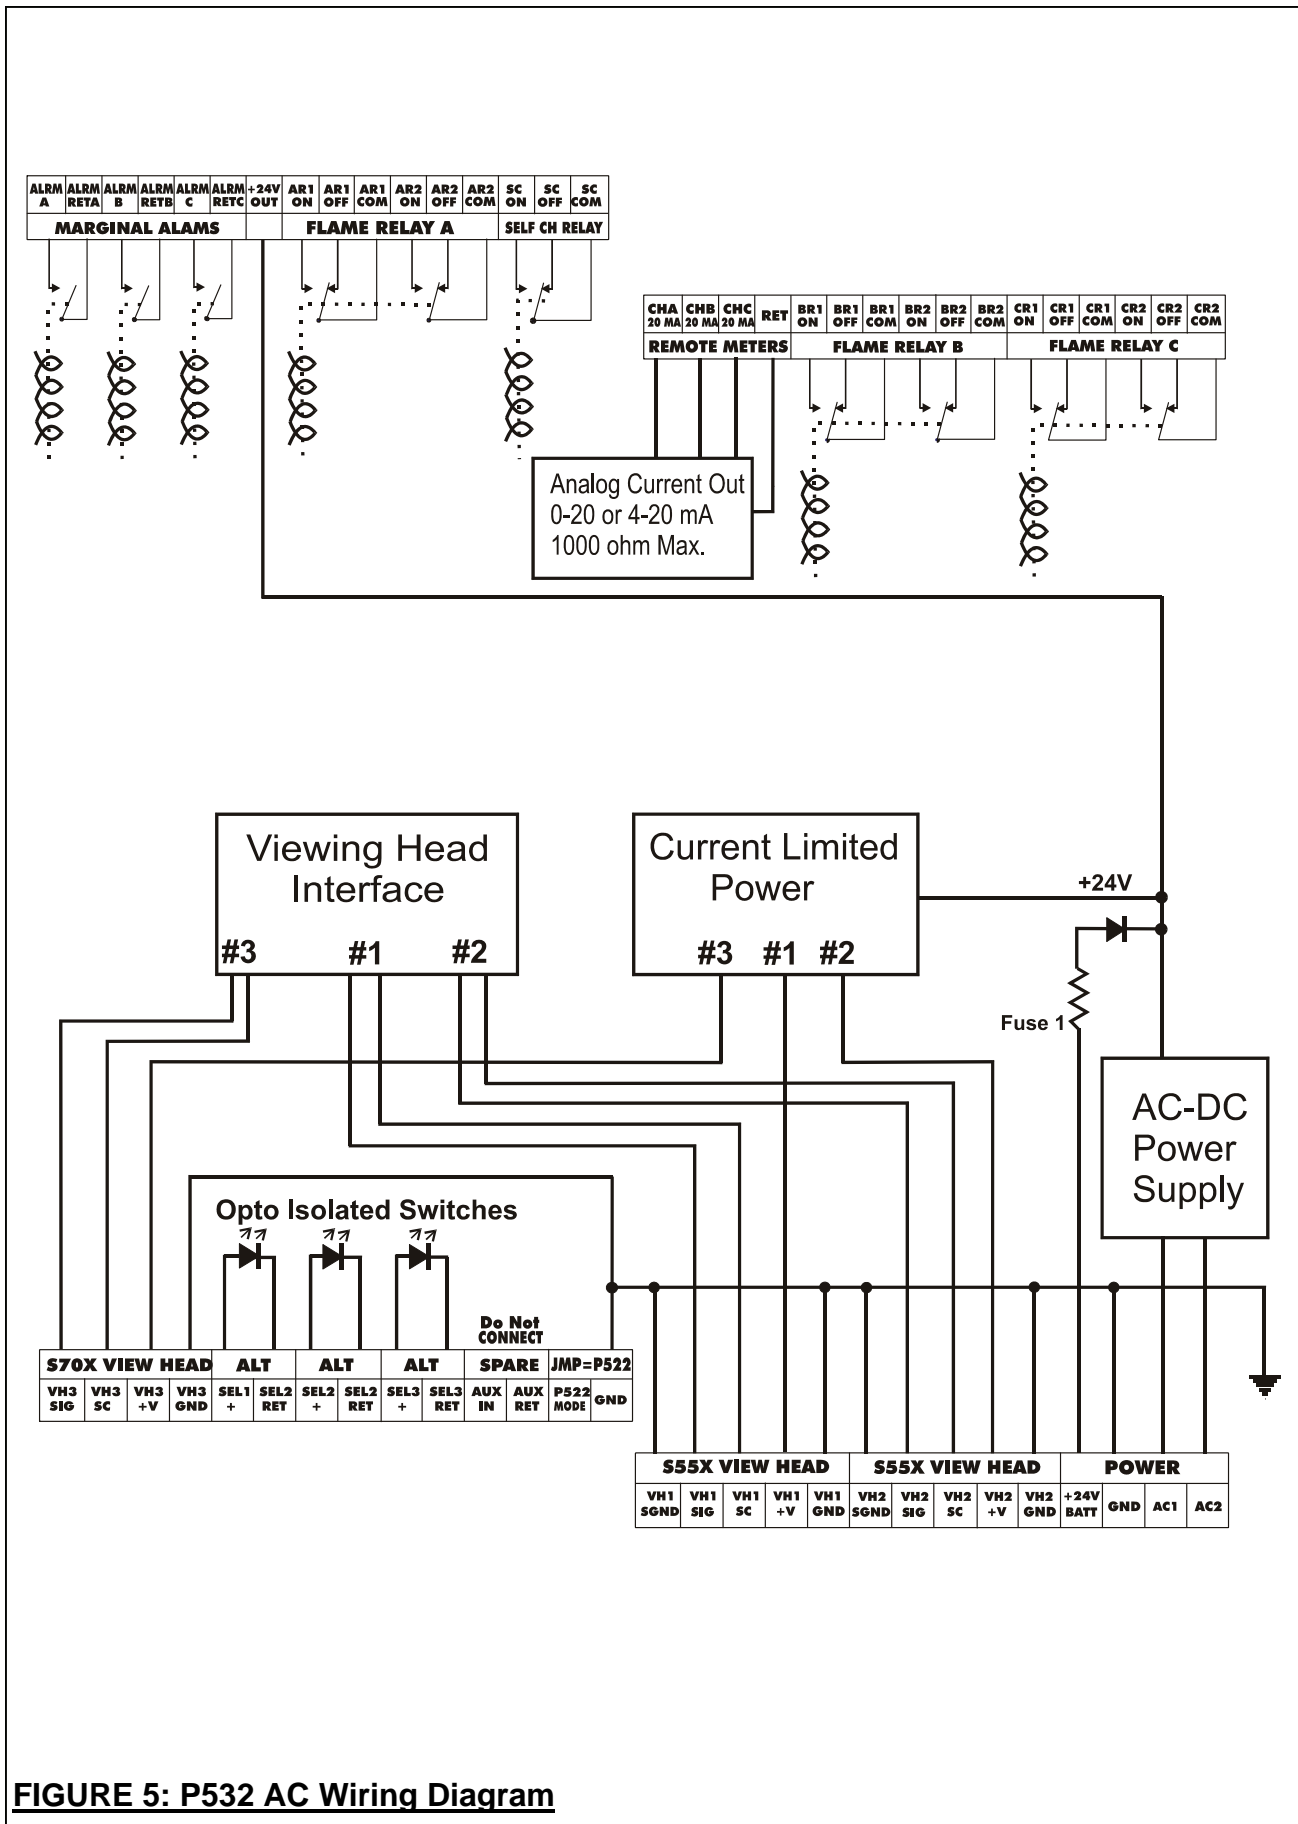 ALRM A ALRM RETA ALRM B ALRM RETB ALRM C ALRM RETC +24V OUT AR1 ON AR1 OFF AR1 COM AR2 ON AR2 OFF AR2 COM SC ON SC OFF SC COM
MARGINAL ALAMS FLAME RELAY A SELF CH RELAY
CHA 20 MA CHB 20 MA CHC 20 MA RET BR1 ON BR1 OFF BR1 COM BR2 ON BR2 OFF BR2 COM CR1 ON CR1 OFF CR1 COM CR2 ON CR2 OFF CR2 COM
REMOTE METERS FLAME RELAY B FLAME RELAY C
Analog Current Out
0-20 or 4-20 mA
1000 ohm Max.
Viewing Head
Interface
#3 #1 #2
Current Limited
Power
#3 #1 #2
+24V
Fuse 1
AC-DC
Power
Supply
Opto Isolated Switches
Do Not
CONNECT
S70X VIEW HEAD ALT ALT ALT SPARE JMP=P522
VH3 SIG VH3 SC VH3 +V VH3 GND SEL1 + SEL2 RET SEL2 + SEL2 RET SEL3 + SEL3 RET AUX IN AUX RET P522 MODE GND
S55X VIEW HEAD S55X VIEW HEAD POWER
VH1 SGND VH1 SIG VH1 SC VH1 +V VH1 GND VH2 SGND VH2 SIG VH2 SC VH2 +V VH2 GND +24V BATT GND AC1 AC2
FIGURE 5: P532 AC Wiring Diagram